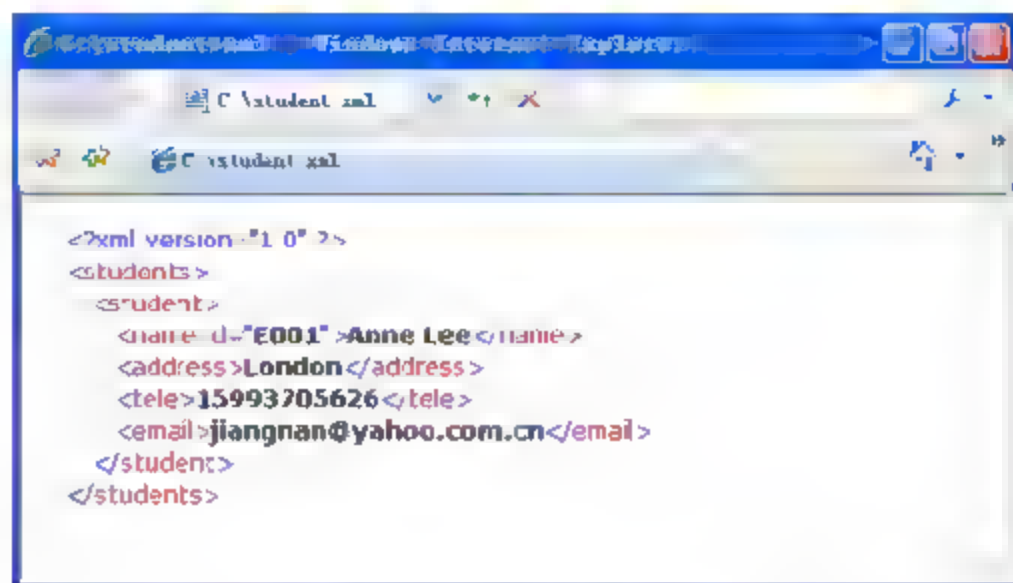 C \student xml
C \student xml
<?xml version="1 0" ?>
<students>
<student>
<name d="E001">Anne Lee</name>
<address>London</address>
<tele>15993705626</tele>
<email>jiangnan@yahoo.com.cn</email>
</student>
</students>